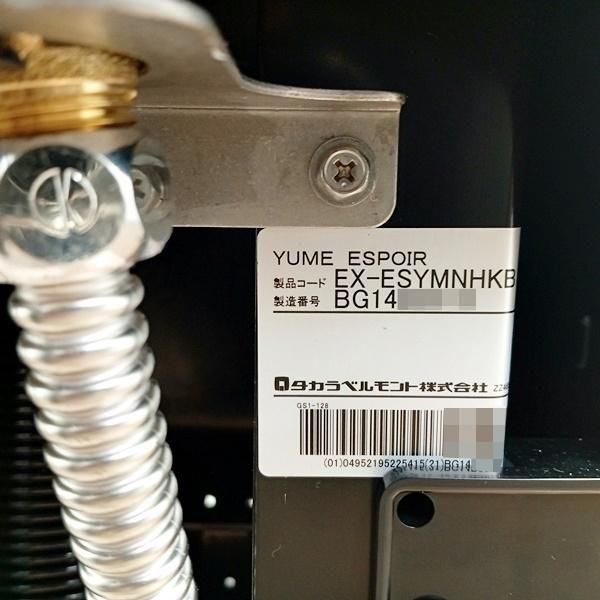 YUME ESPOIR
製品コード EX-ESYMNHKB
製造番号 BG14
タカラベルモント株式会社
GS1-128
(01)04952195225415(31)BG14